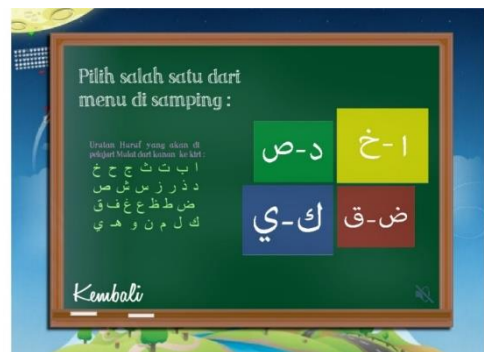 Pilih salah satu dari
menu di samping :
Urutan Huruf yang akan di
pelajari Mulai dari kanan ke kiri :
ا ب ت ث ج ح خ
د ذ ر ز س ش ص
ض ط ظ ع غ ف ق
ك ل م ن و هـ ي
د-ص
ا-خ
ك-ي
ض-ق
Kembali